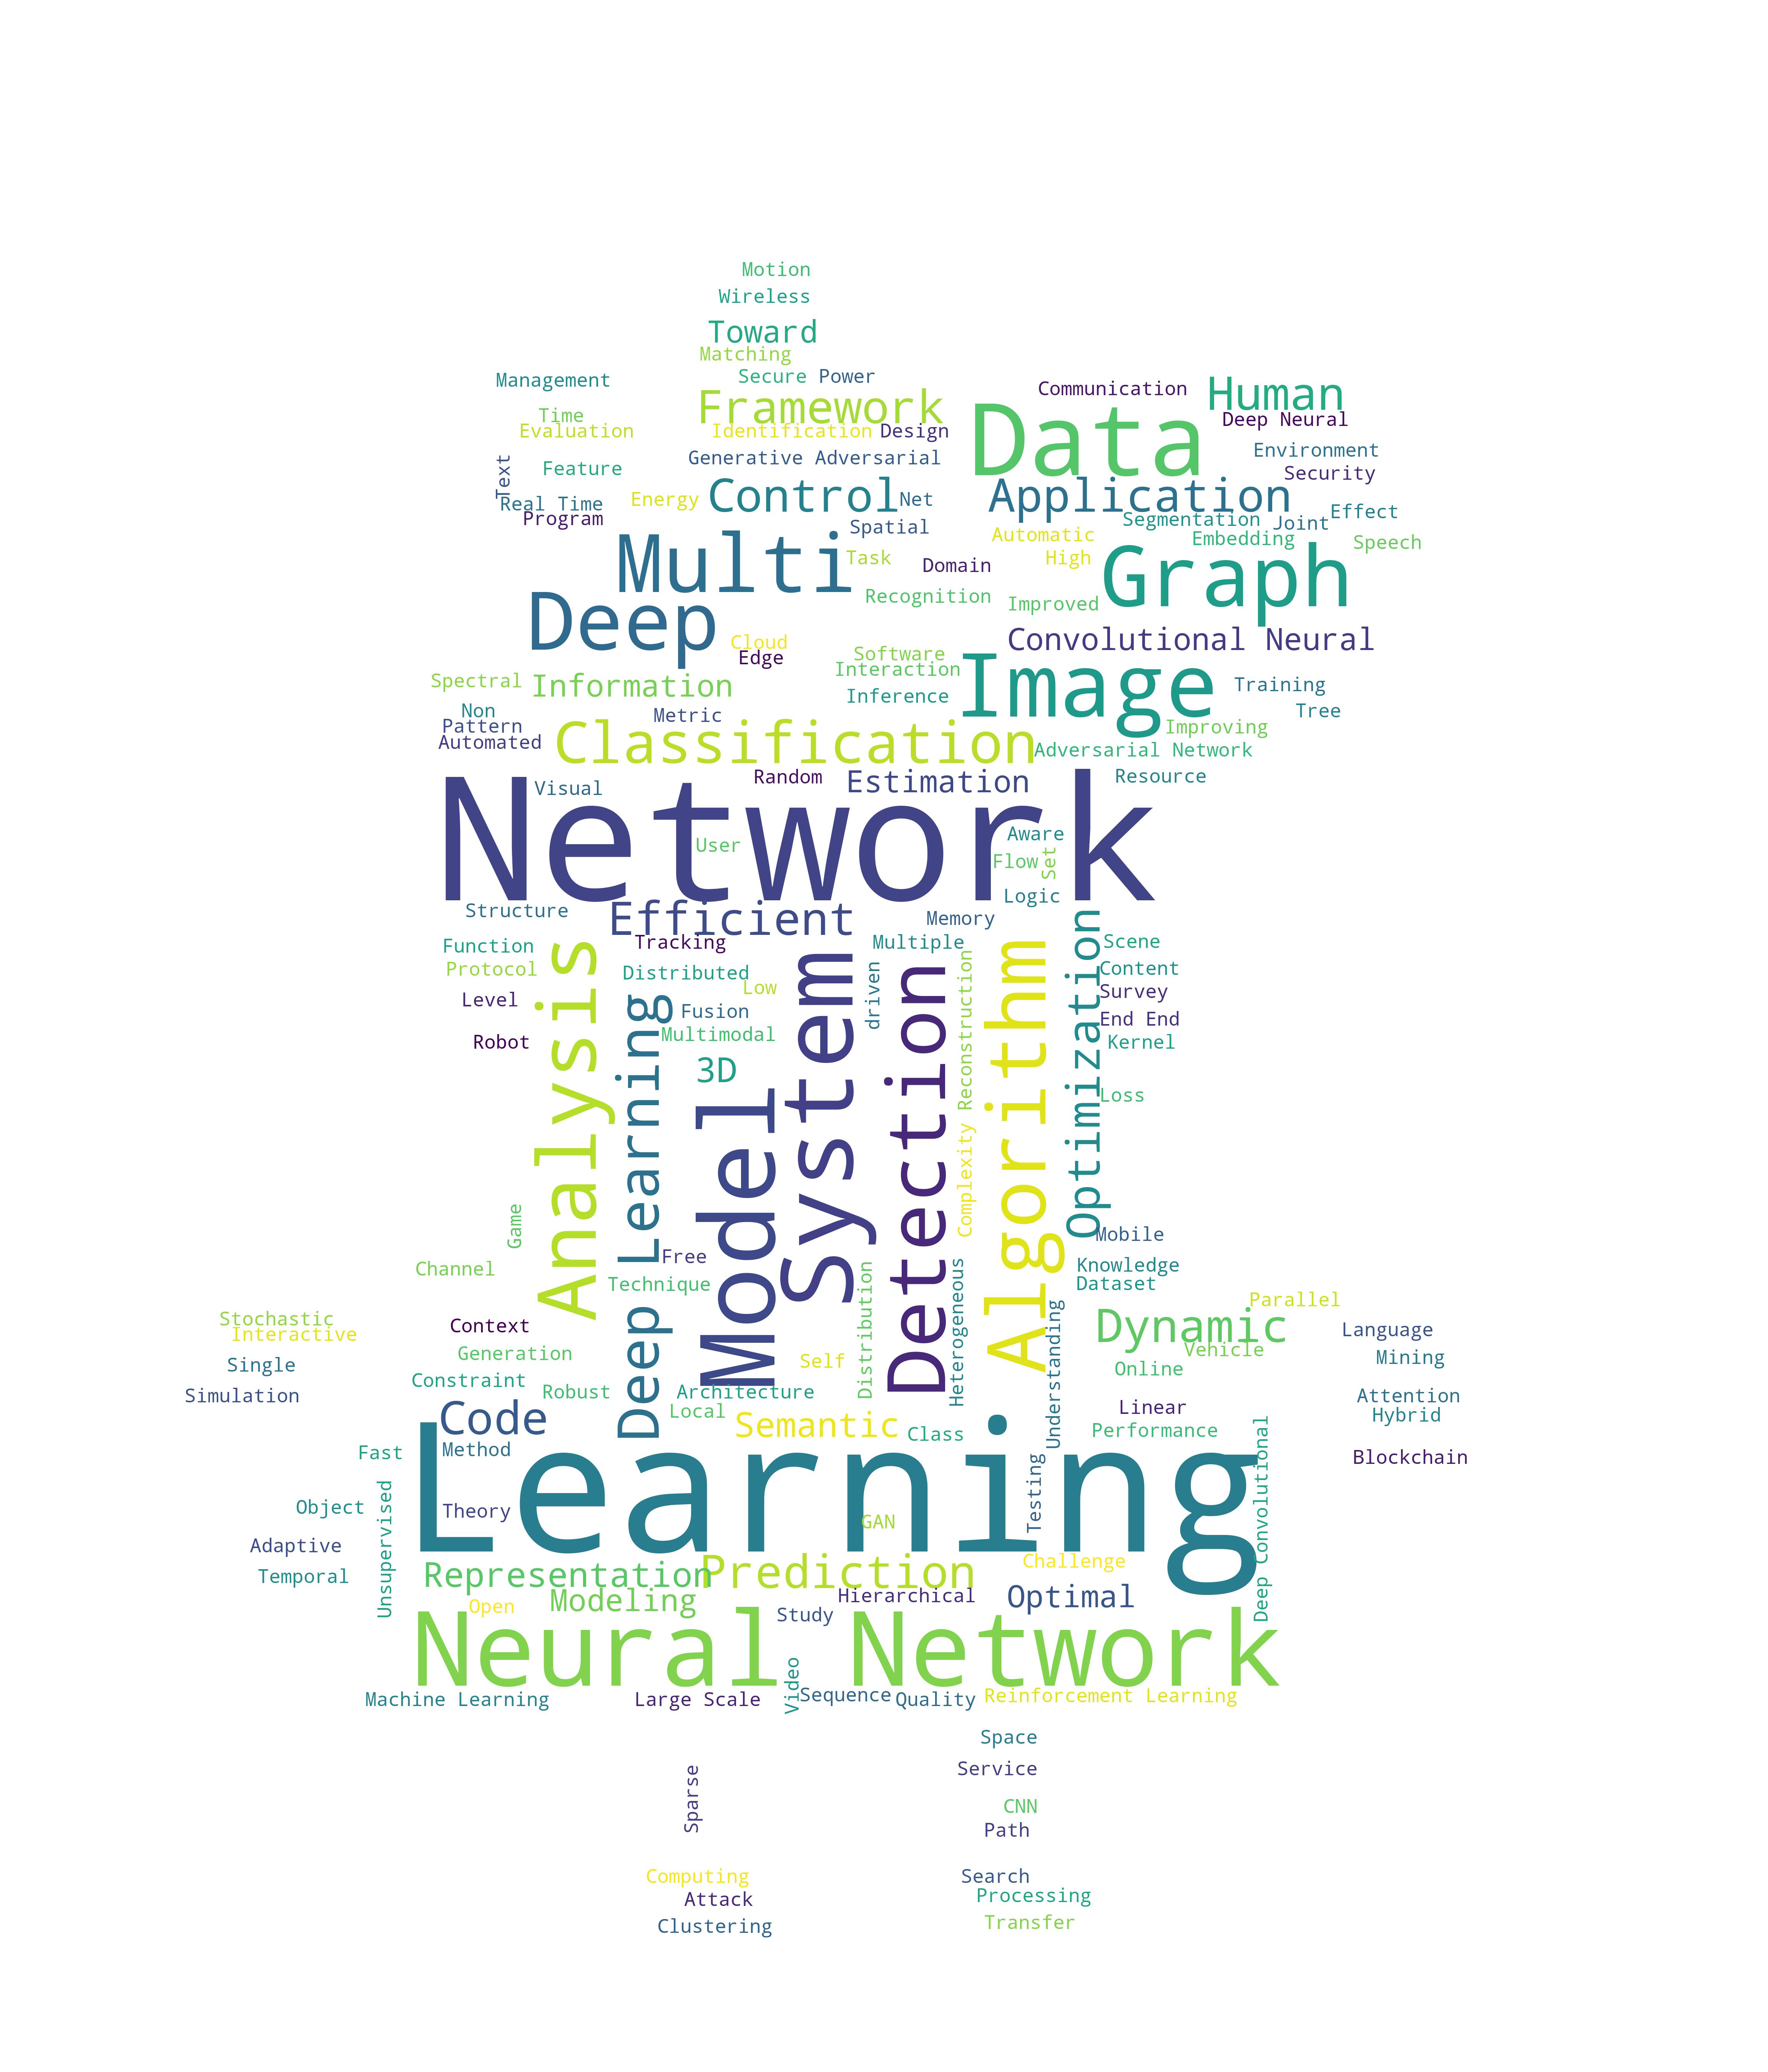 Motion
Wireless
Toward
Matching
Secure
Power
Management
Communication
Human
Framework
Data
Time
Deep Neural
Evaluation
Identification
Design
Environment
Generative Adversarial
Text
Feature
Security
Real Time
Energy
Control
Net
Application
Program
Segmentation
Joint
Effect
Spatial
Automatic
Embedding
Speech
Multi
Task
Domain
High
Graph
Recognition
Improved
Deep
Cloud
Edge
Software
Convolutional Neural
Interaction
Spectral
Information
Inference
Image
Training
Non
Metric
Tree
Pattern
Automated
Classification
Improving
Adversarial Network
Random
Estimation
Resource
Visual
Network
User
Aware
Flow
Set
Logic
Structure
Efficient
Memory
Function
Tracking
Multiple
Scene
Protocol
Distributed
Low
driven
Content
Level
Fusion
Survey
Robot
Multimodal
End End
Kernel
3D
Analysis
Deep Learning
Model
System
Detection
Reconstruction
Complexity
Algorithm
Optimization
Loss
Game
Free
Mobile
Channel
Technique
Distribution
Heterogeneous
Knowledge
Dataset
Stochastic
Interactive
Context
Dynamic
Parallel
Language
Single
Generation
Self
Understanding
Vehicle
Mining
Simulation
Constraint
Robust
Architecture
Online
Attention
Code
Local
Semantic
Class
Linear
Hybrid
Fast
Method
Performance
Blockchain
Learning
Object
Unsupervised
Theory
GAN
Testing
Deep Convolutional
Adaptive
Temporal
Representation
Prediction
Challenge
Open
Modeling
Hierarchical
Optimal
Study
Neural Network
Video
Machine Learning
Large Scale
Sequence
Quality
Reinforcement Learning
Space
Service
Sparse
CNN
Path
Computing
Search
Attack
Processing
Clustering
Transfer